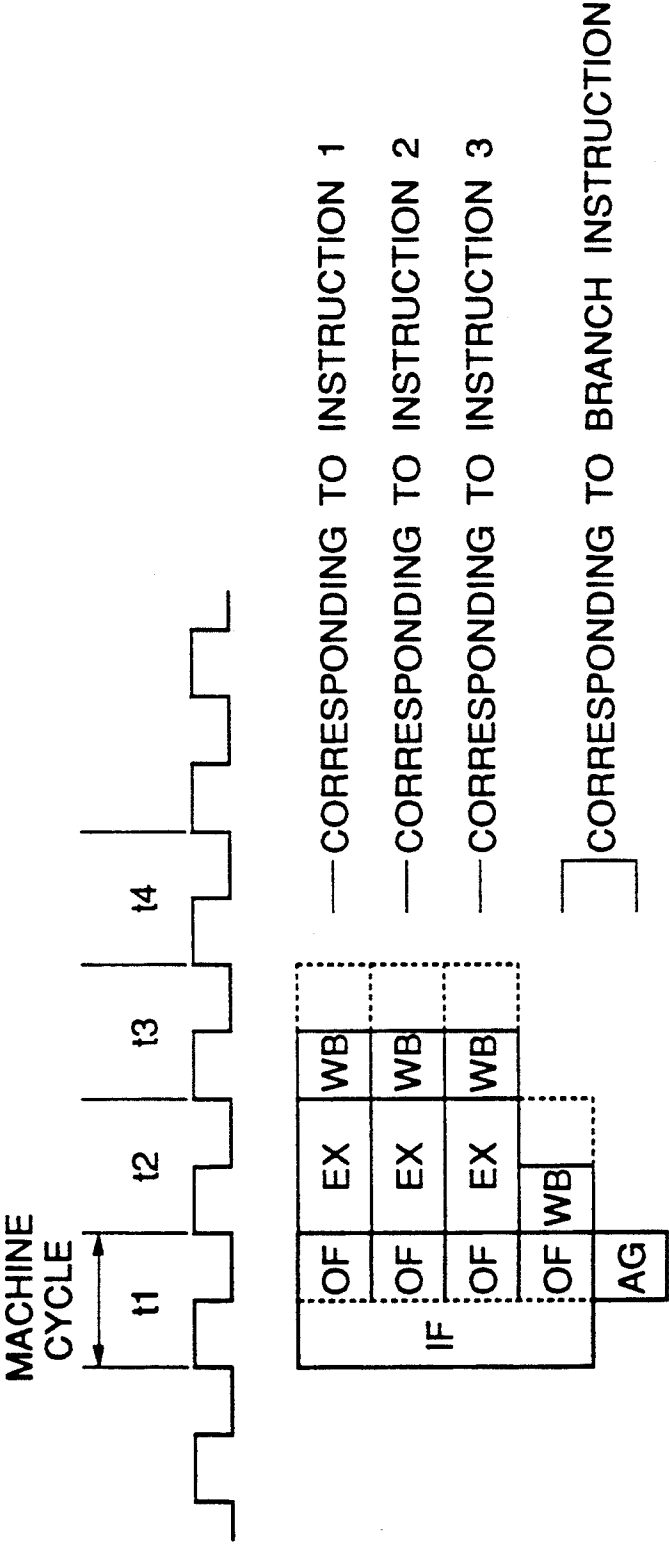 MACHINE
CYCLE
t1 t2 t3 t4
IF
OF EX WB CORRESPONDING TO INSTRUCTION 1
OF EX WB CORRESPONDING TO INSTRUCTION 2
OF EX WB CORRESPONDING TO INSTRUCTION 3
OF WB
AG
CORRESPONDING TO BRANCH INSTRUCTION